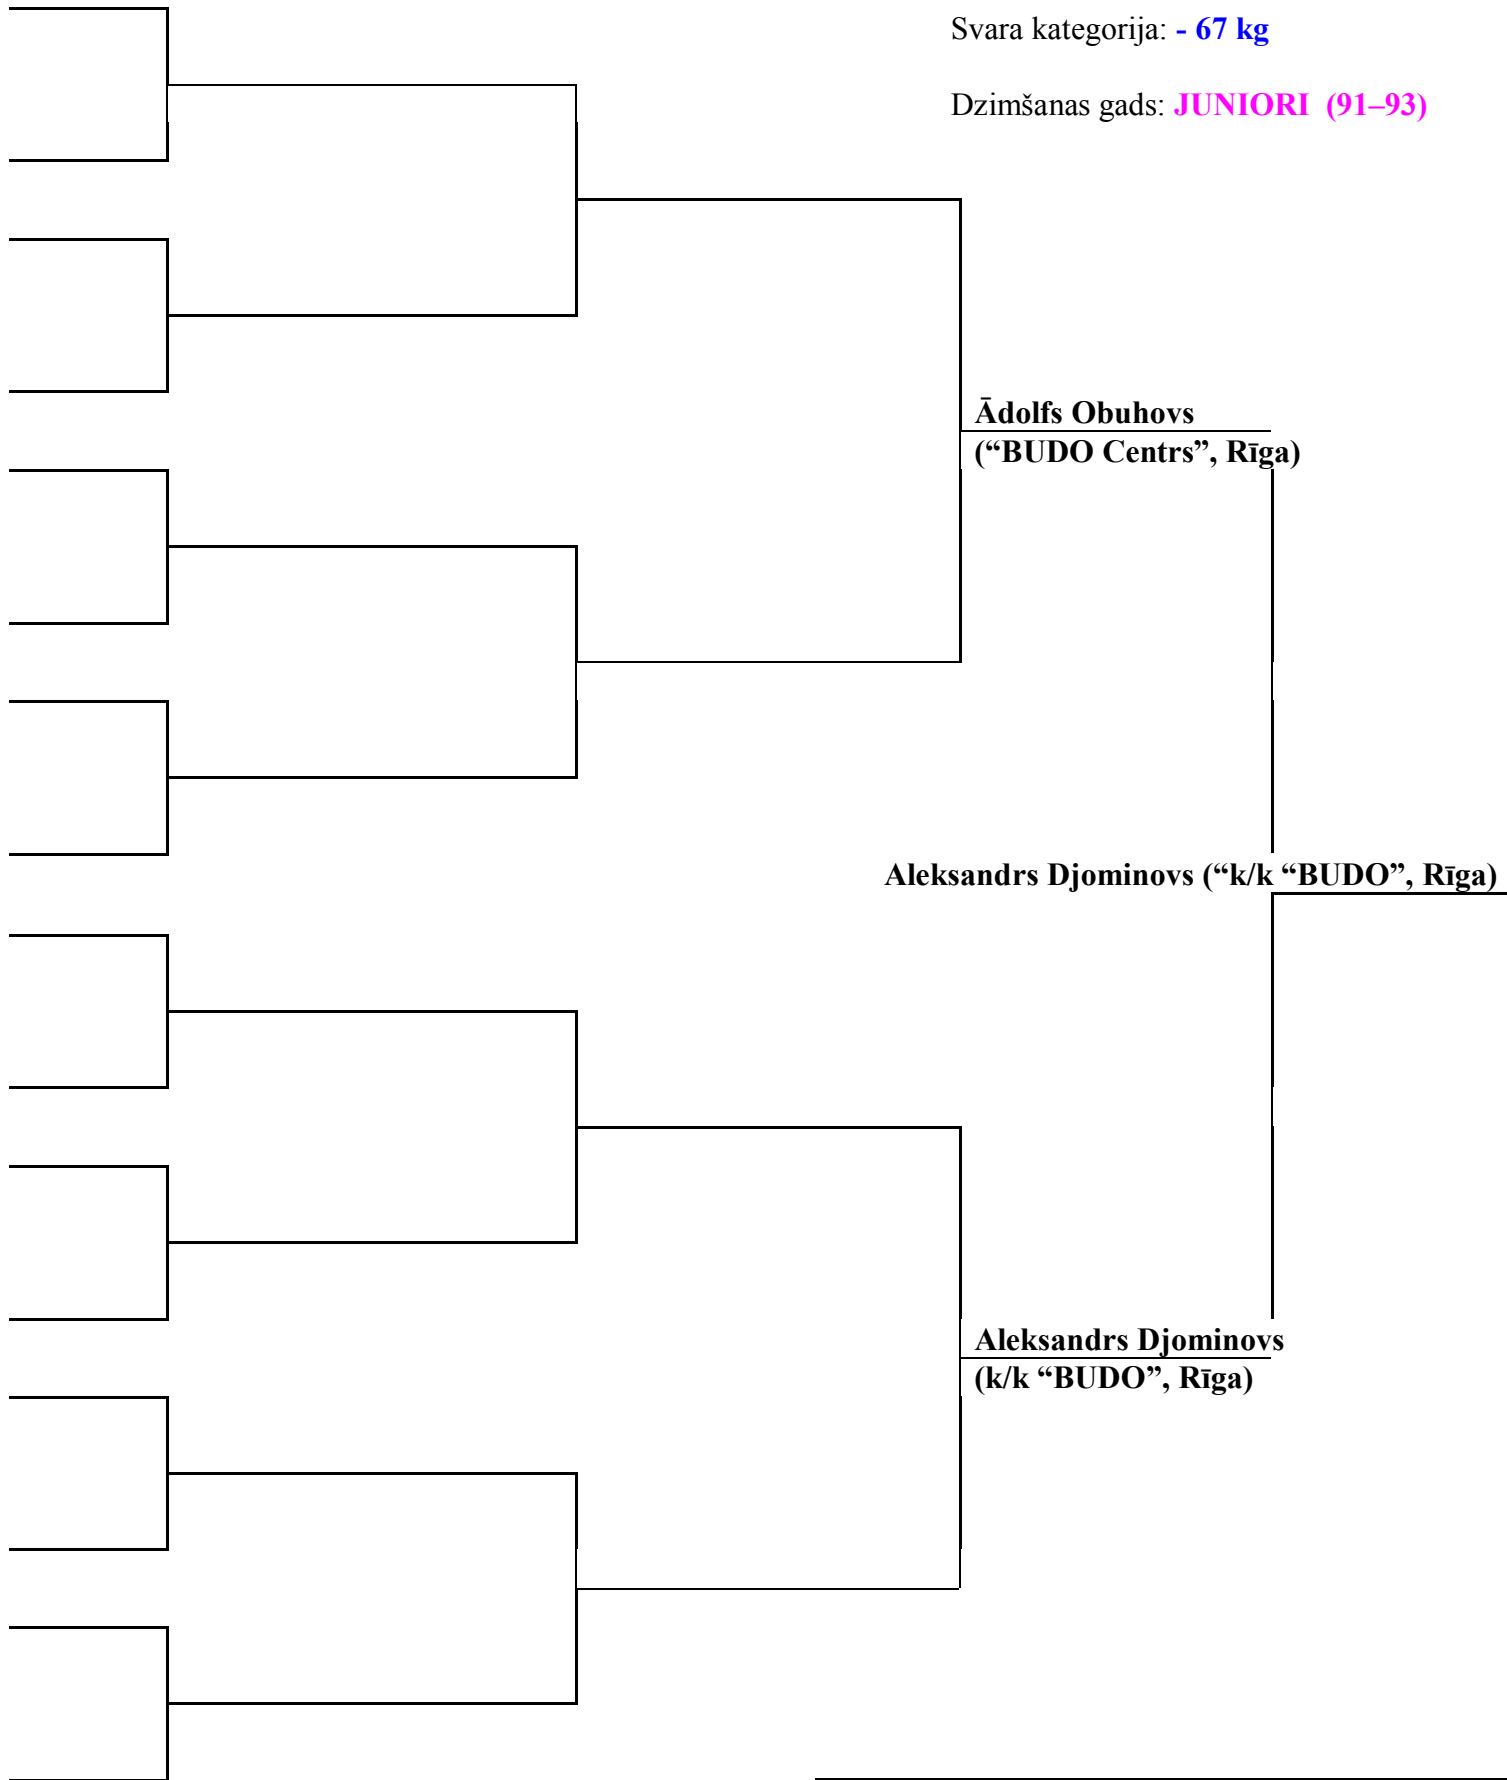 Svara kategorija: - 67 kg
Dzimšanas gads: JUNIORI (91–93)
Ādolfs Obuhovs
(“BUDO Centrs”, Rīga)
Aleksandrs Djominovs (“k/k “BUDO”, Rīga)
Aleksandrs Djominovs
(k/k “BUDO”, Rīga)